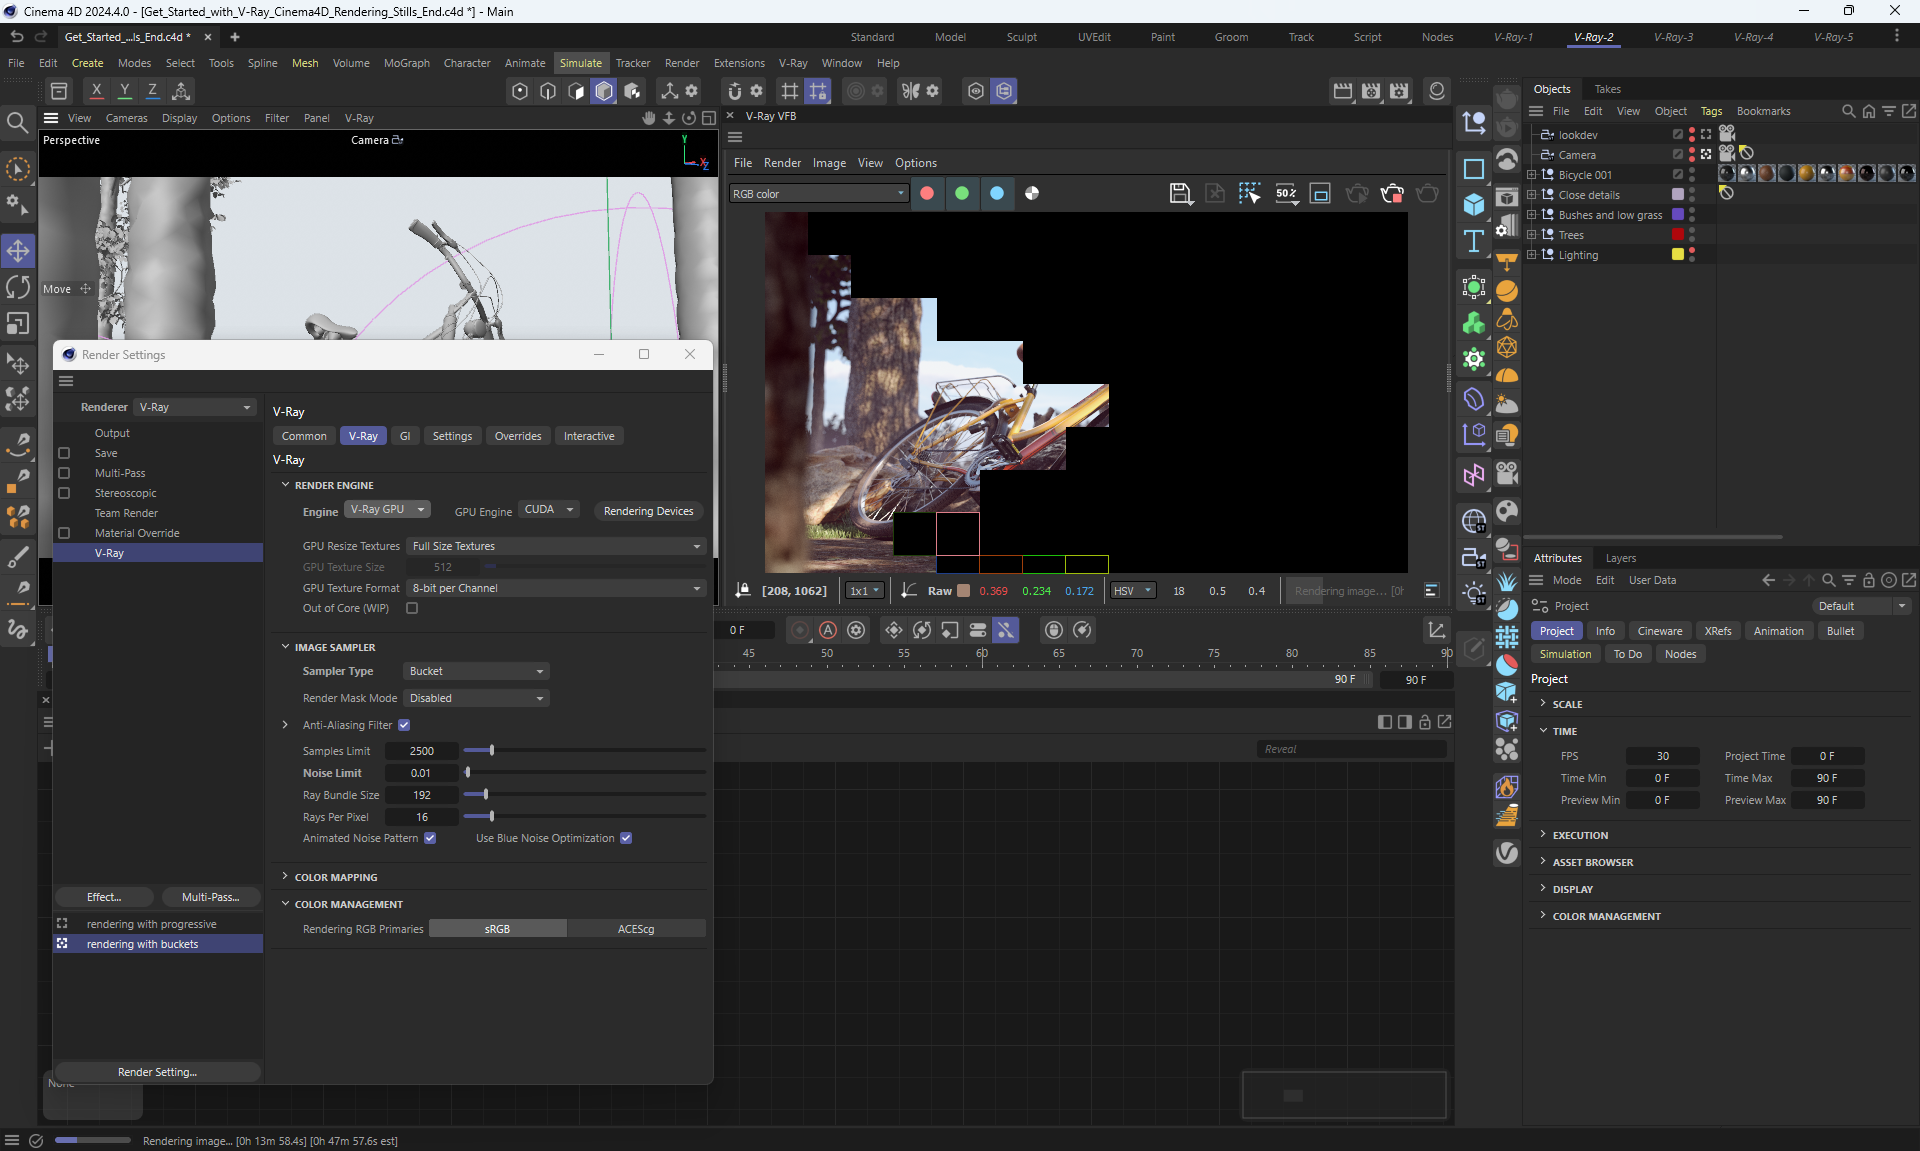 Cinema 4D 2024.4.0 - [Get_Started_with_V-Ray_Cinema4D_Rendering_Stills_End.c4d *] - Main
Get_Started_...ls_End.c4d *
Standard Model Sculpt UVEdit Paint Groom Track Script Nodes V-Ray-1 V-Ray-2 V-Ray-3 V-Ray-4 V-Ray-5
File Edit Create Modes Select Tools Spline Mesh Volume MoGraph Character Animate Simulate Tracker Render Extensions V-Ray Window Help
X Y Z
View Cameras Display Options Filter Panel V-Ray
Perspective
Camera
Y
X
Z
Move
V-Ray VFB
File Render Image View Options
RGB color
50%
[208, 1062]
1x1
Raw 0.369 0.234 0.172
HSV 18 0.5 0.4
Rendering image... [0h
Render Settings
Renderer V-Ray
Output
Save
Multi-Pass
Stereoscopic
Team Render
Material Override
V-Ray
Effect...
Multi-Pass...
rendering with progressive
rendering with buckets
Render Setting...
V-Ray
Common V-Ray GI Settings Overrides Interactive
V-Ray
RENDER ENGINE
Engine V-Ray GPU
GPU Engine CUDA
Rendering Devices
GPU Resize Textures Full Size Textures
GPU Texture Size 512
GPU Texture Format 8-bit per Channel
Out of Core (WIP)
IMAGE SAMPLER
Sampler Type Bucket
Render Mask Mode Disabled
Anti-Aliasing Filter
Samples Limit 2500
Noise Limit 0.01
Ray Bundle Size 192
Rays Per Pixel 16
Animated Noise Pattern
Use Blue Noise Optimization
COLOR MAPPING
COLOR MANAGEMENT
Rendering RGB Primaries sRGB ACEScg
0 F
A
45 50 55 60 65 70 75 80 85 90
90 F
90 F
Reveal
None
Rendering image... [0h 13m 58.4s] [0h 47m 57.6s est]
T
ST
ST
ST
Objects Takes
File Edit View Object Tags Bookmarks
lookdev
Camera
Bicycle 001
Close details
Bushes and low grass
Trees
Lighting
Attributes Layers
Mode Edit User Data
Project
Default
Project Info Cineware XRefs Animation Bullet
Simulation To Do Nodes
Project
SCALE
TIME
FPS 30
Project Time 0 F
Time Min 0 F
Time Max 90 F
Preview Min 0 F
Preview Max 90 F
EXECUTION
ASSET BROWSER
DISPLAY
COLOR MANAGEMENT